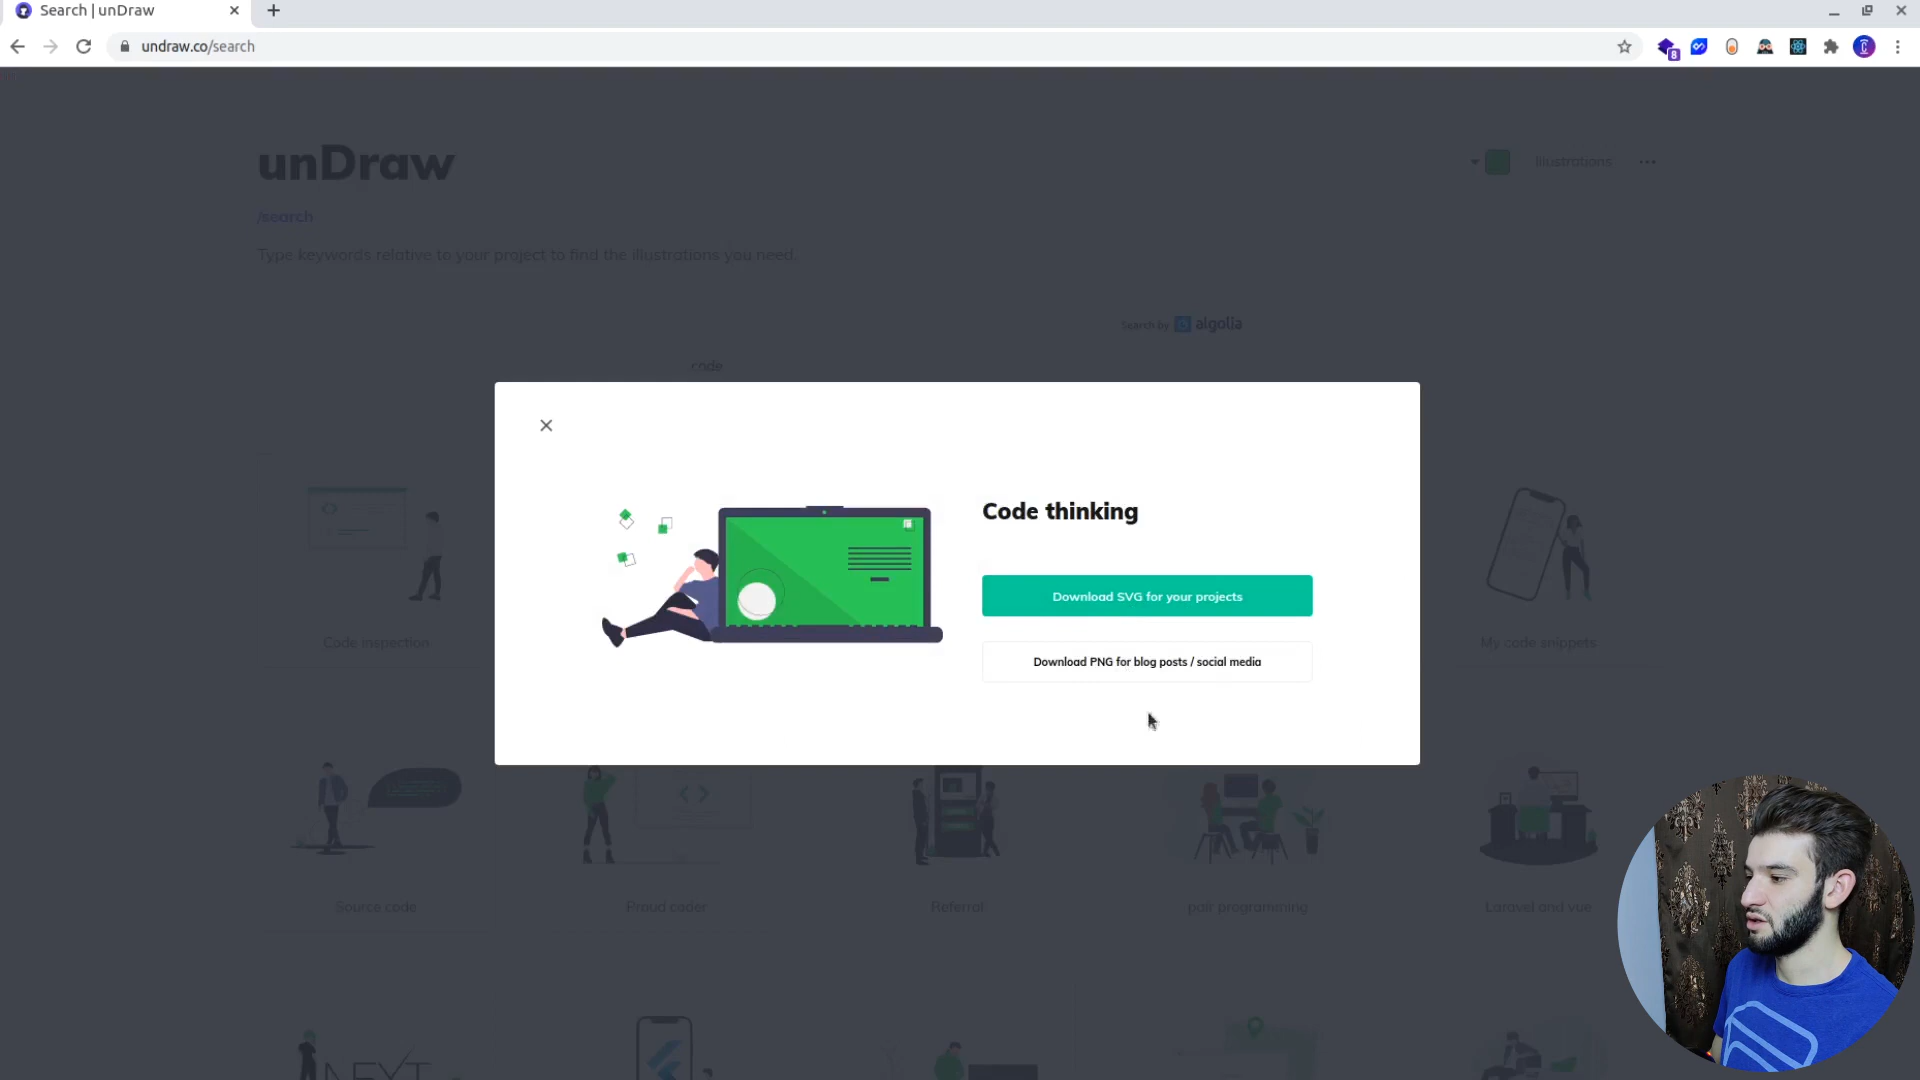 Search | unDraw
undraw.co/search
8
unDraw
Illustrations
/search
Type keywords relative to your project to find the illustrations you need.
Search by algolia
code
Code thinking
Download SVG for your projects
Download PNG for blog posts / social media
Code inspection
My code snippets
Source code
Proud coder
Referral
pair programming
Laravel and vue
NEXT